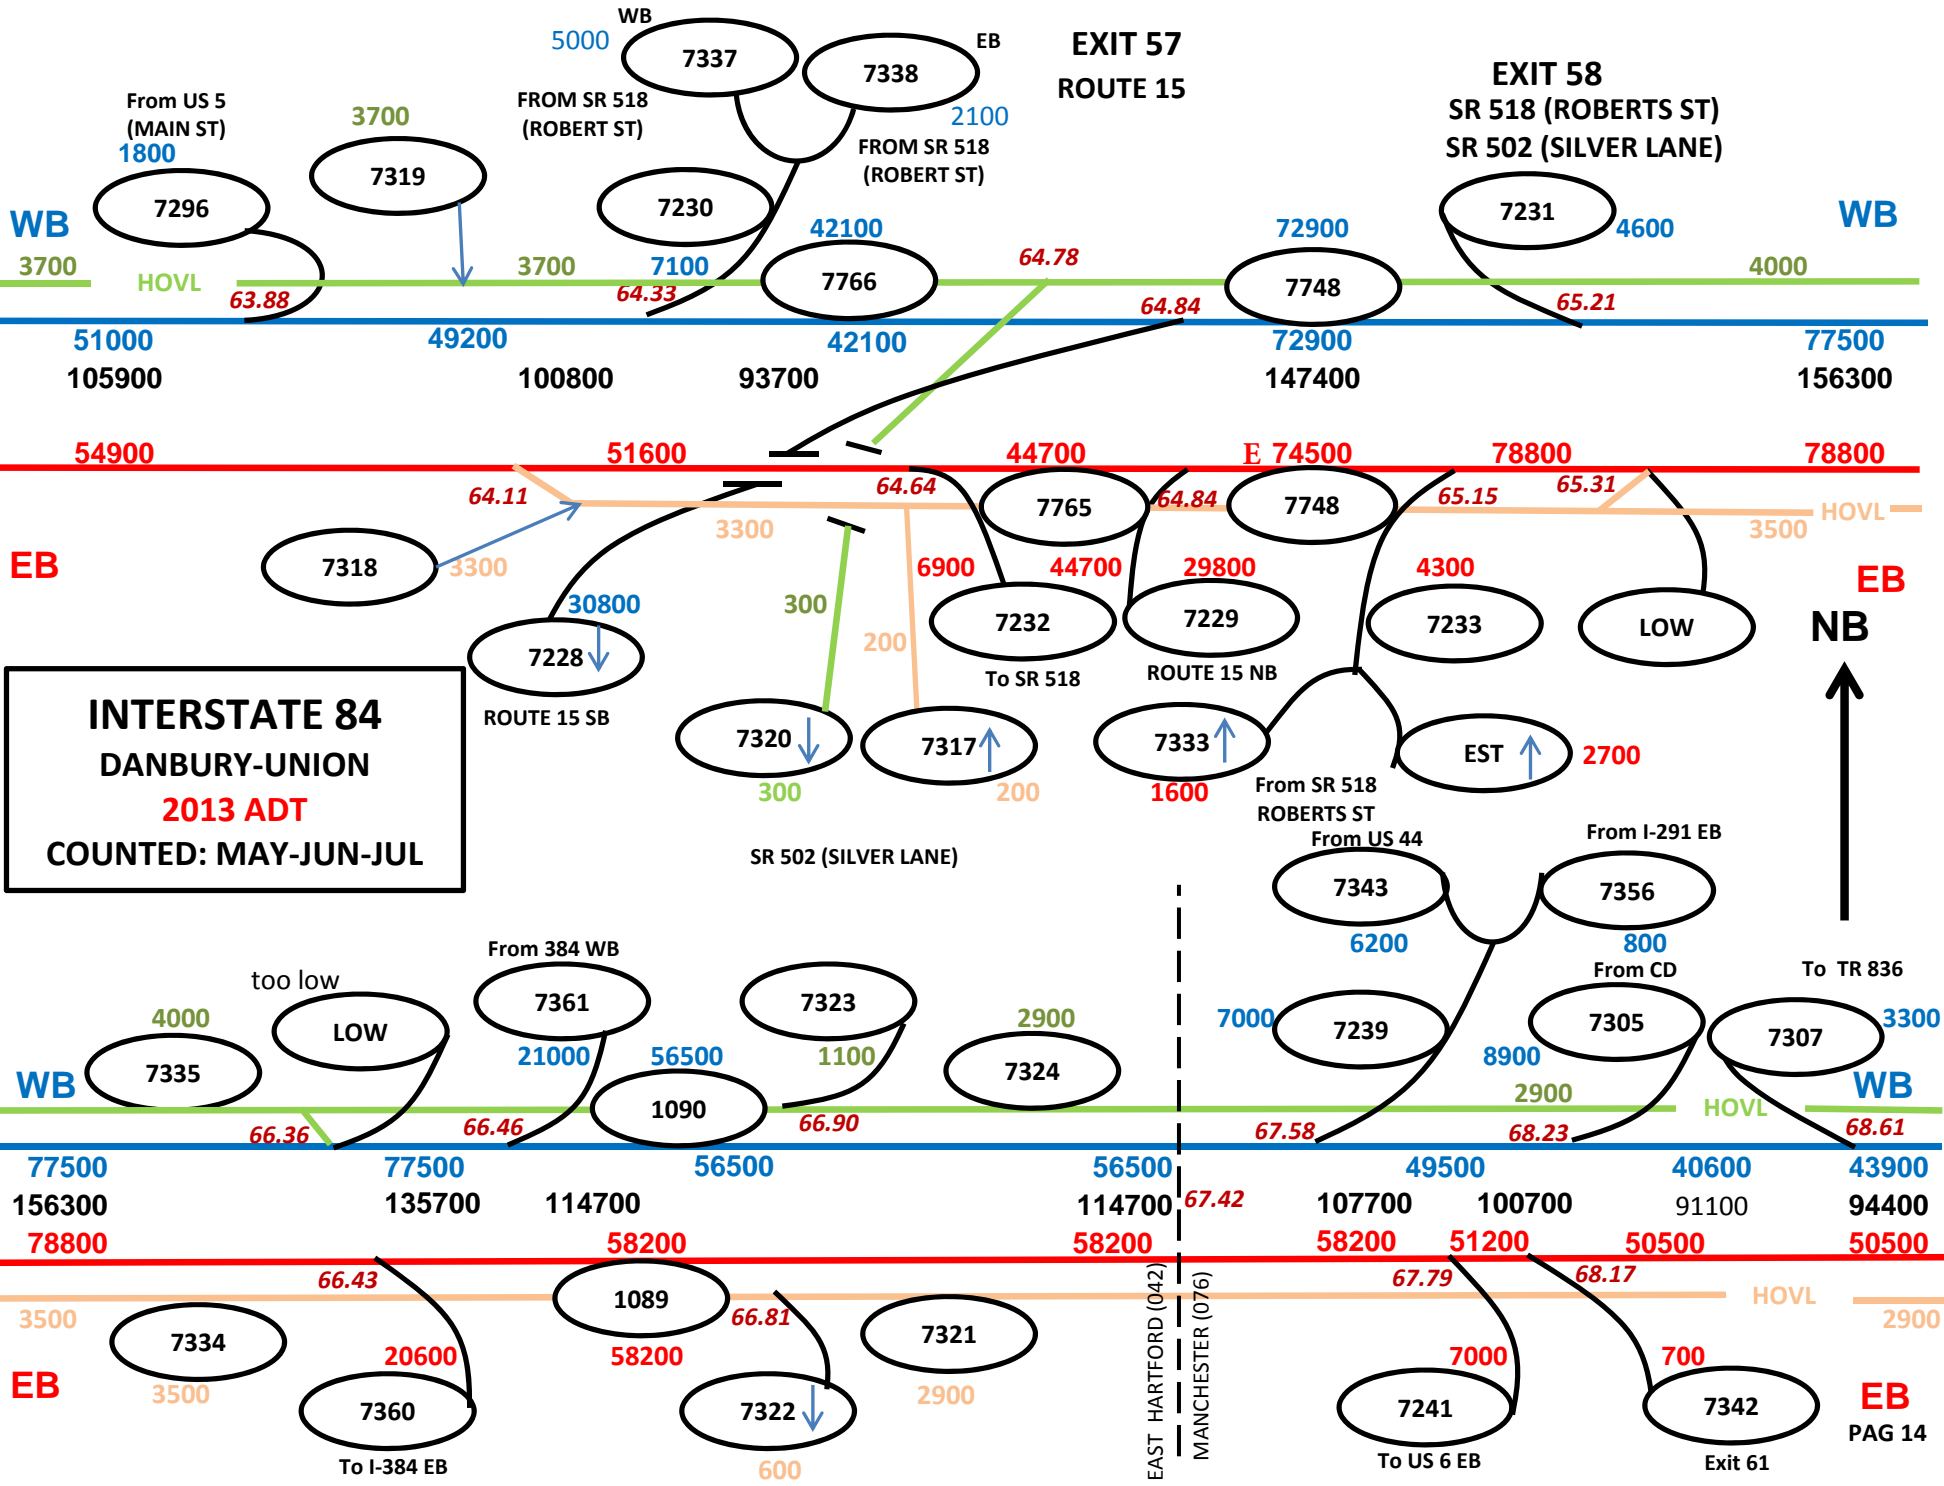 WB
5000
7337
7338
EB
2100
EXIT 57
ROUTE 15
EXIT 58
SR 518 (ROBERTS ST)
SR 502 (SILVER LANE)
From US 5
(MAIN ST)
1800
7296
3700
7319
FROM SR 518
(ROBERT ST)
FROM SR 518
(ROBERT ST)
7230
7231
4600
WB
WB
3700
HOVL
63.88
3700
7100
64.33
42100
7766
64.78
64.84
72900
7748
65.21
4000
51000
49200
42100
72900
77500
105900
100800
93700
147400
156300
54900
51600
44700
E 74500
78800
78800
64.11
64.64
7765
64.84
7748
65.15
65.31
3300
3500
HOVL
EB
7318
3300
6900
44700
29800
4300
EB
30800
300
200
7232
7229
7233
LOW
NB
7228
To SR 518
ROUTE 15 NB
ROUTE 15 SB
INTERSTATE 84
DANBURY-UNION
2013 ADT
COUNTED: MAY-JUN-JUL
7320
300
7317
200
7333
1600
EST
2700
From SR 518
ROBERTS ST
SR 502 (SILVER LANE)
From US 44
7343
6200
From I-291 EB
7356
800
From 384 WB
too low
LOW
4000
7335
7361
21000
56500
1090
7323
1100
2900
7324
7000
7239
From CD
7305
8900
To TR 836
7307
3300
WB
WB
2900
HOVL
66.36
66.46
66.90
67.58
68.23
68.61
77500
77500
56500
56500
49500
40600
43900
156300
135700
114700
114700
67.42
107700
100700
91100
94400
78800
58200
58200
58200
51200
50500
50500
66.43
1089
66.81
67.79
68.17
HOVL
3500
2900
7334
3500
20600
58200
7321
2900
EAST HARTFORD (042)
MANCHESTER (076)
7000
700
EB
EB
7360
To I-384 EB
7322
600
7241
To US 6 EB
7342
Exit 61
PAG 14